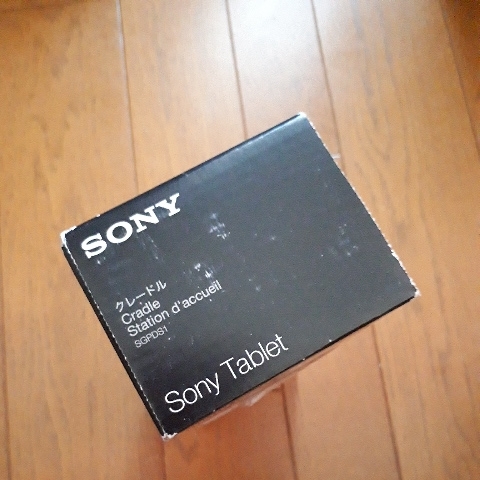 SONY
クレードル
Cradle
Station d'accueil
SGPDS1
Sony Tablet